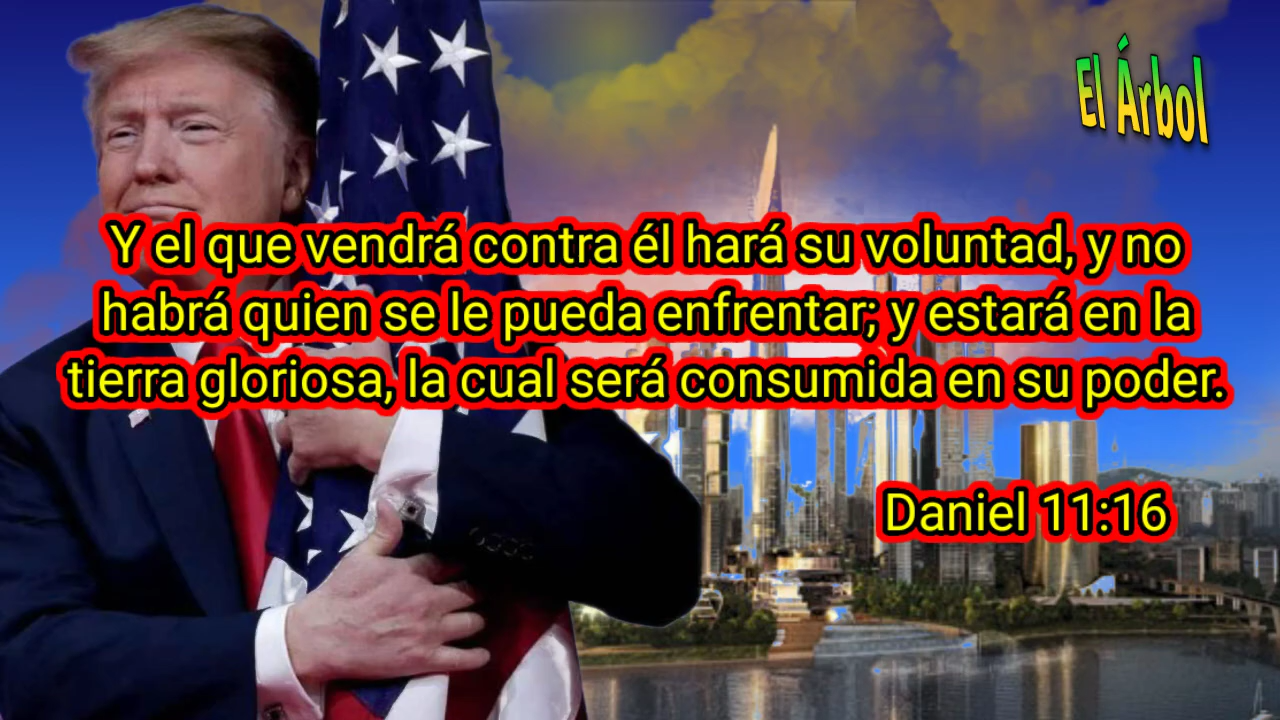 El Árbol
Y el que vendrá contra él hará su voluntad, y no
habrá quien se le pueda enfrentar; y estará en la
tierra gloriosa, la cual será consumida en su poder.
Daniel 11:16